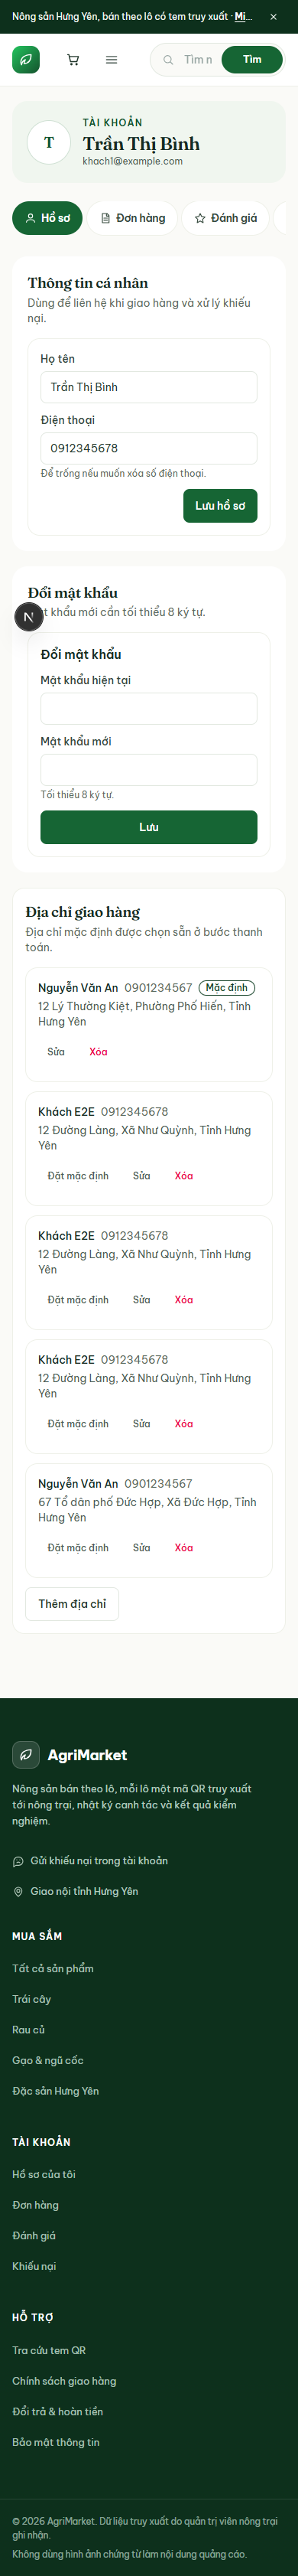 Nông sản Hưng Yên, bán theo lô có tem truy xuất · Mi...
Tìm n
Tìm
T
TÀI KHOẢN
Trần Thị Bình
khach1@example.com
Hồ sơ
Đơn hàng
Đánh giá
Thông tin cá nhân
Dùng để liên hệ khi giao hàng và xử lý khiếu
nại.
Họ tên
Trần Thị Bình
Điện thoại
0912345678
Để trống nếu muốn xóa số điện thoại.
Lưu hồ sơ
Đổi mật khẩu
khẩu mới cần tối thiểu 8 ký tự.
N
Đổi mật khẩu
Mật khẩu hiện tại
Mật khẩu mới
Tối thiểu 8 ký tự.
Lưu
Địa chỉ giao hàng
Địa chỉ mặc định được chọn sẵn ở bước thanh
toán.
Nguyễn Văn An 0901234567 Mặc định
12 Lý Thường Kiệt, Phường Phố Hiến, Tỉnh
Hưng Yên
Sửa Xóa
Khách E2E 0912345678
12 Đường Làng, Xã Như Quỳnh, Tỉnh Hưng
Yên
Đặt mặc định Sửa Xóa
Khách E2E 0912345678
12 Đường Làng, Xã Như Quỳnh, Tỉnh Hưng
Yên
Đặt mặc định Sửa Xóa
Khách E2E 0912345678
12 Đường Làng, Xã Như Quỳnh, Tỉnh Hưng
Yên
Đặt mặc định Sửa Xóa
Nguyễn Văn An 0901234567
67 Tổ dân phố Đức Hợp, Xã Đức Hợp, Tỉnh
Hưng Yên
Đặt mặc định Sửa Xóa
Thêm địa chỉ
AgriMarket
Nông sản bán theo lô, mỗi lô một mã QR truy xuất
tới nông trại, nhật ký canh tác và kết quả kiểm
nghiệm.
Gửi khiếu nại trong tài khoản
Giao nội tỉnh Hưng Yên
MUA SẮM
Tất cả sản phẩm
Trái cây
Rau củ
Gạo & ngũ cốc
Đặc sản Hưng Yên
TÀI KHOẢN
Hồ sơ của tôi
Đơn hàng
Đánh giá
Khiếu nại
HỖ TRỢ
Tra cứu tem QR
Chính sách giao hàng
Đổi trả & hoàn tiền
Bảo mật thông tin
© 2026 AgriMarket. Dữ liệu truy xuất do quản trị viên nông trại
ghi nhận.
Không dùng hình ảnh chứng từ làm nội dung quảng cáo.